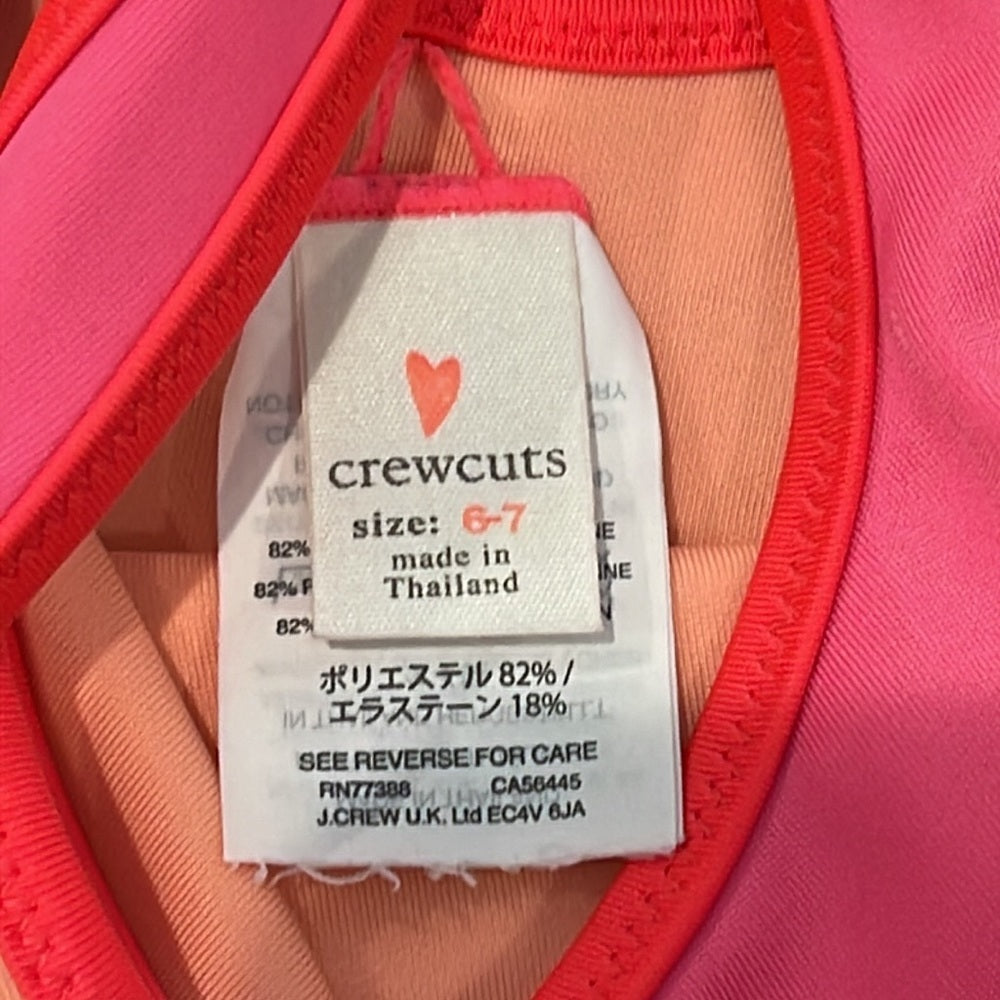 crewcuts
size: 6-7
made in
Thailand
82%
82%
82%
ポリエステル 82% /
エラステーン 18%
SEE REVERSE FOR CARE
RN77388 CA56445
J.CREW U.K. Ltd EC4V 6JA